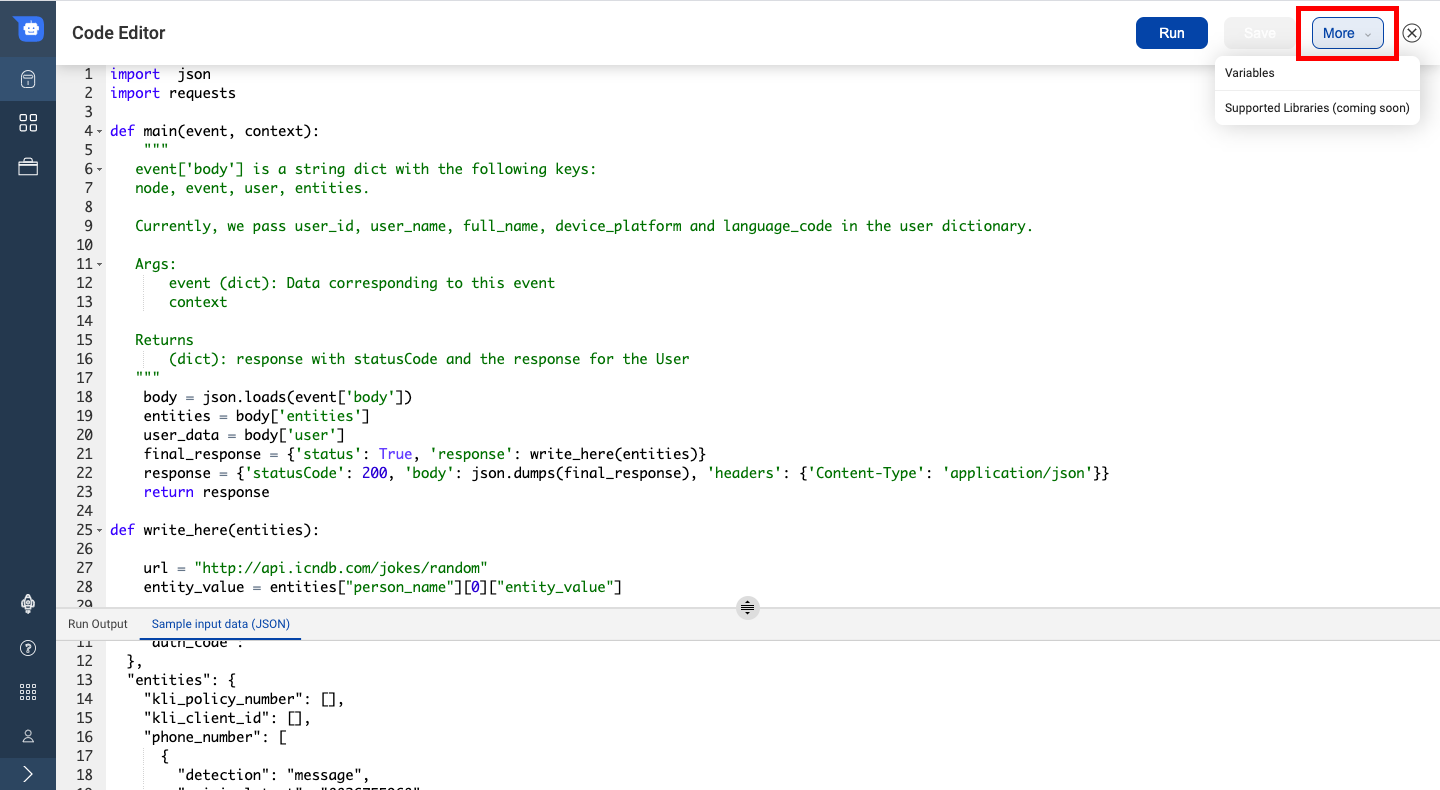 Code Editor
Run
Save
More
Variables
Supported Libraries (coming soon)
1 import  json
2 import requests
3
4 def main(event, context):
5     """
6    event['body'] is a string dict with the following keys:
7    node, event, user, entities.
8
9    Currently, we pass user_id, user_name, full_name, device_platform and language_code in the user dictionary.
10
11    Args:
12        event (dict): Data corresponding to this event
13        context
14
15    Returns
16        (dict): response with statusCode and the response for the User
17    """
18     body = json.loads(event['body'])
19     entities = body['entities']
20     user_data = body['user']
21     final_response = {'status': True, 'response': write_here(entities)}
22     response = {'statusCode': 200, 'body': json.dumps(final_response), 'headers': {'Content-Type': 'application/json'}}
23     return response
24
25 def write_here(entities):
26
27     url = "http://api.icndb.com/jokes/random"
28     entity_value = entities["person_name"][0]["entity_value"]
29
Run Output
Sample input data (JSON)
11     "auth_code":
12   },
13   "entities": {
14     "kli_policy_number": [],
15     "kli_client_id": [],
16     "phone_number": [
17       {
18         "detection": "message",